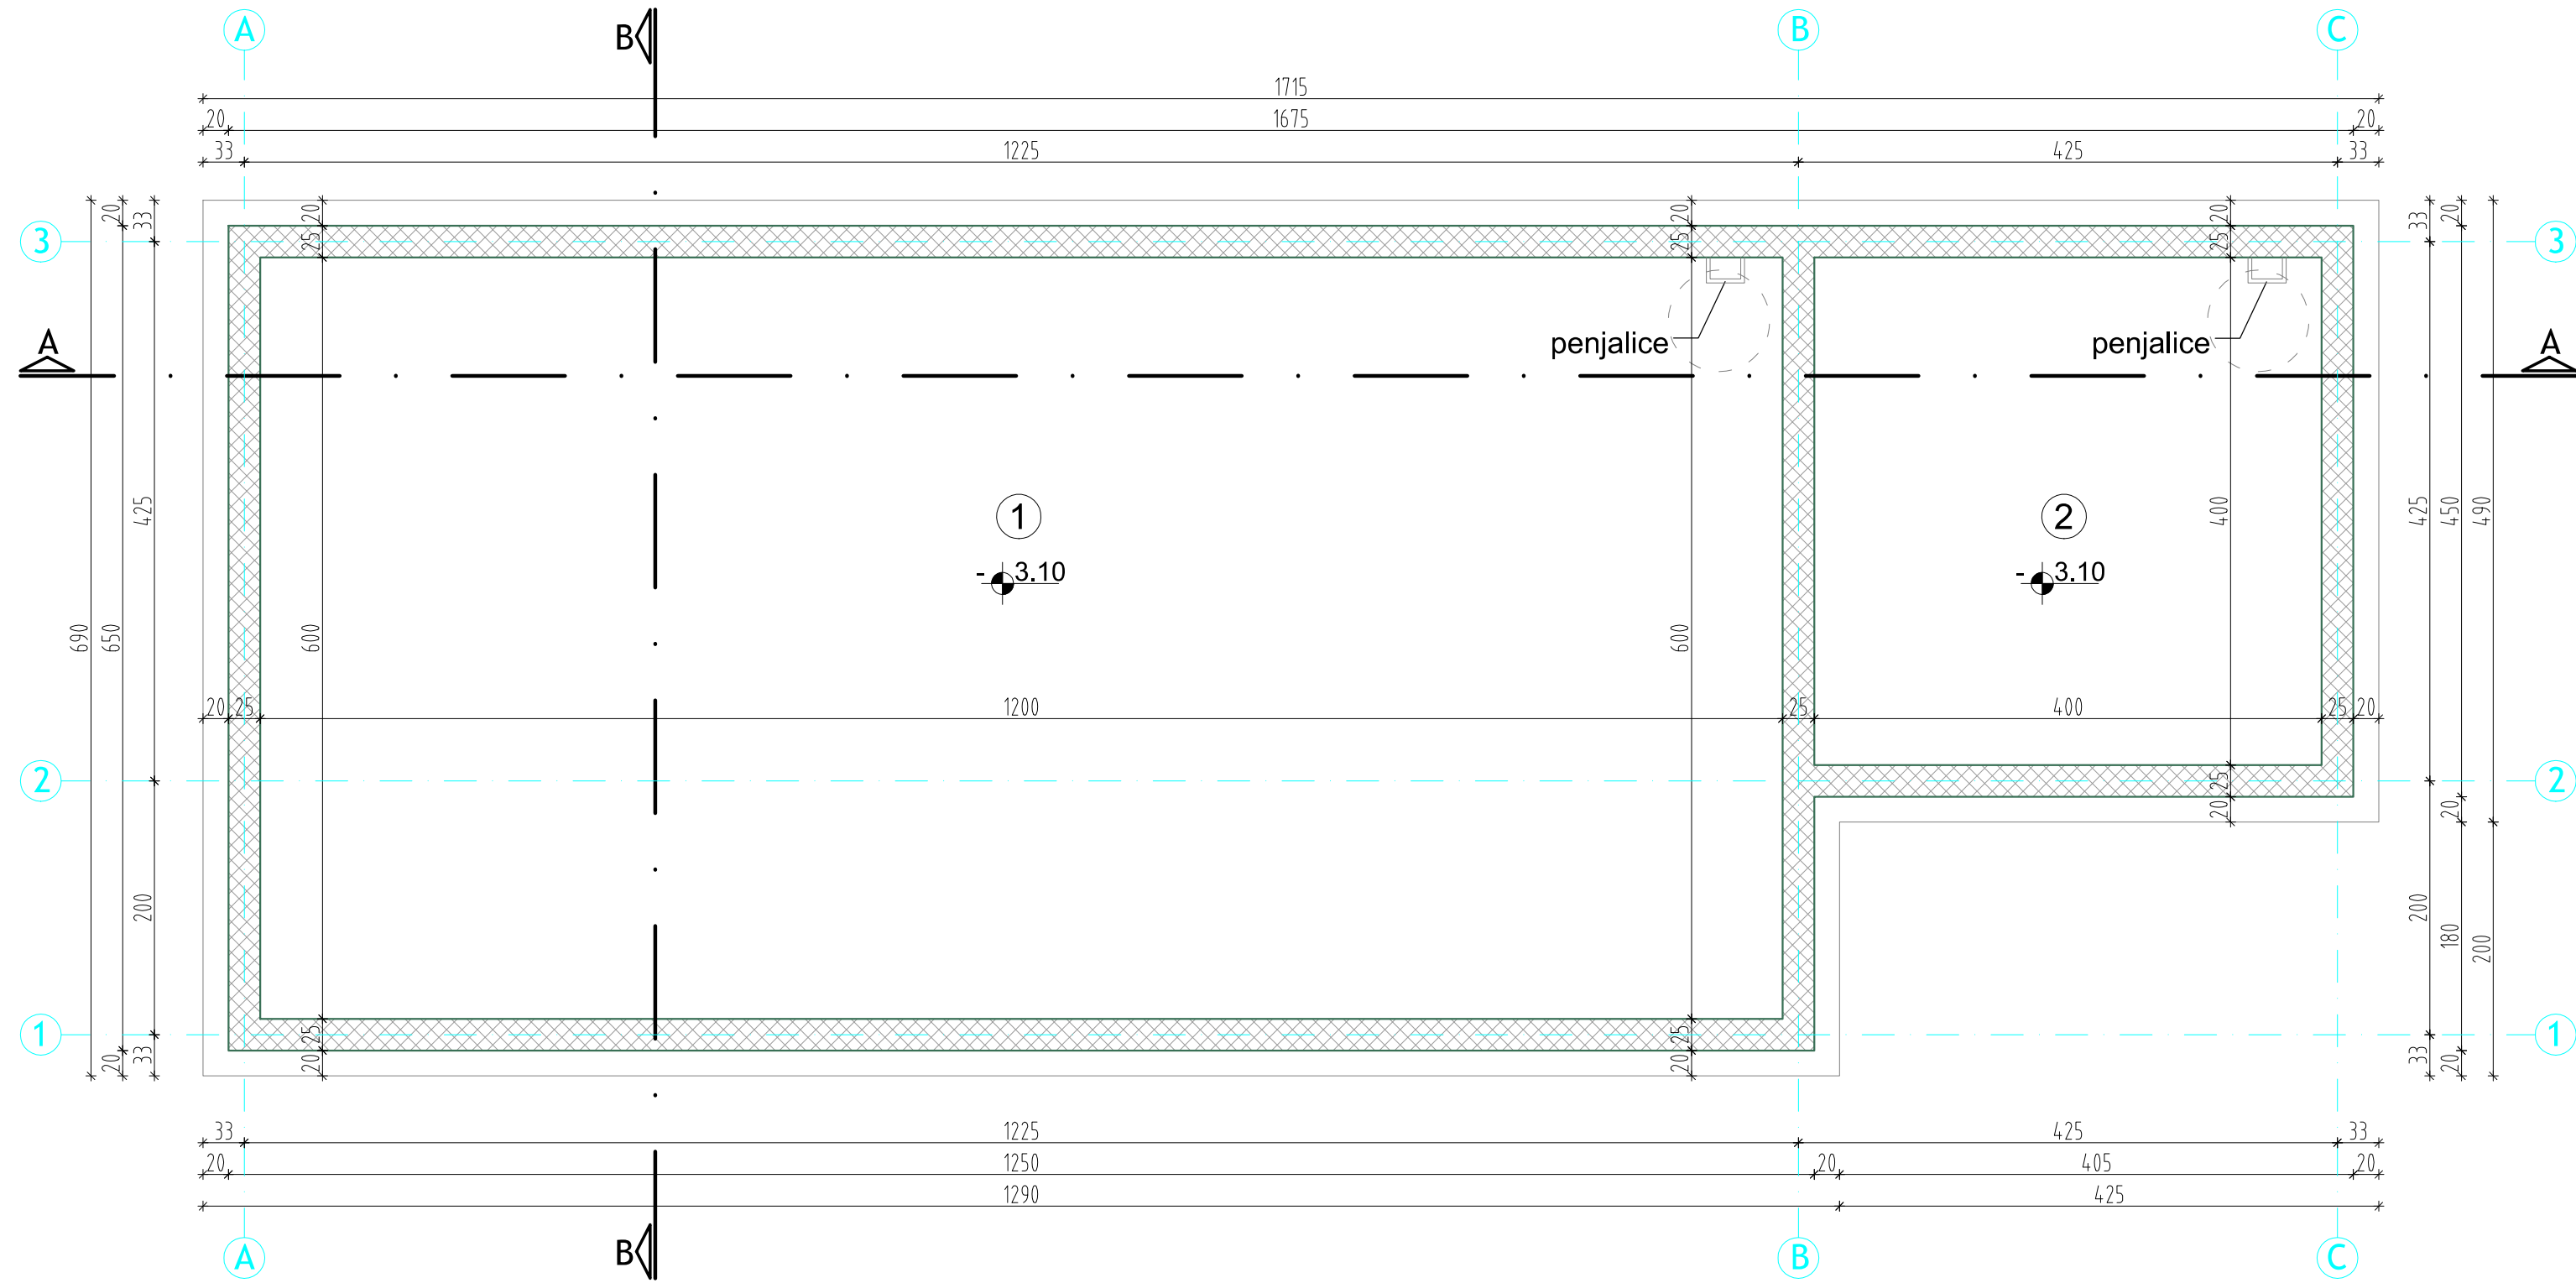 A B B C
1715
20 1675 20
33 1225 425 33
20 20 33 20 20 20 33 20
3 25 25 25 3
penjalice penjalice
A A
425 1 2 400 425 450 490
- 3.10 - 3.10
690 650 600 600
20 25 1200 25 400 25 20
2 25 2
20 20
200 200 180 200
1 25 25 1
20 33 20 20 33 20
33 1225 425 33
20 1250 20 405 20
1290 425
A B B C